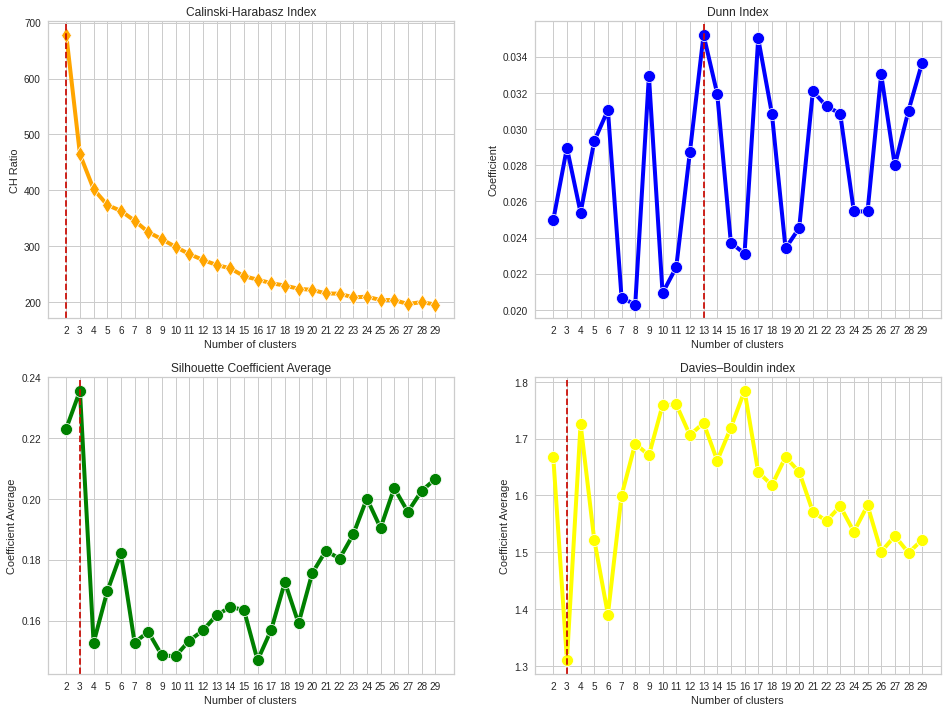 Calinski-Harabasz Index
CH Ratio
700
600
500
400
300
200
2 3 4 5 6 7 8 9 10 11 12 13 14 15 16 17 18 19 20 21 22 23 24 25 26 27 28 29
Number of clusters
Dunn Index
Coefficient
0.034
0.032
0.030
0.028
0.026
0.024
0.022
0.020
2 3 4 5 6 7 8 9 10 11 12 13 14 15 16 17 18 19 20 21 22 23 24 25 26 27 28 29
Number of clusters
Silhouette Coefficient Average
Coefficient Average
0.24
0.22
0.20
0.18
0.16
2 3 4 5 6 7 8 9 10 11 12 13 14 15 16 17 18 19 20 21 22 23 24 25 26 27 28 29
Number of clusters
Davies–Bouldin index
Coefficient Average
1.8
1.7
1.6
1.5
1.4
1.3
2 3 4 5 6 7 8 9 10 11 12 13 14 15 16 17 18 19 20 21 22 23 24 25 26 27 28 29
Number of clusters